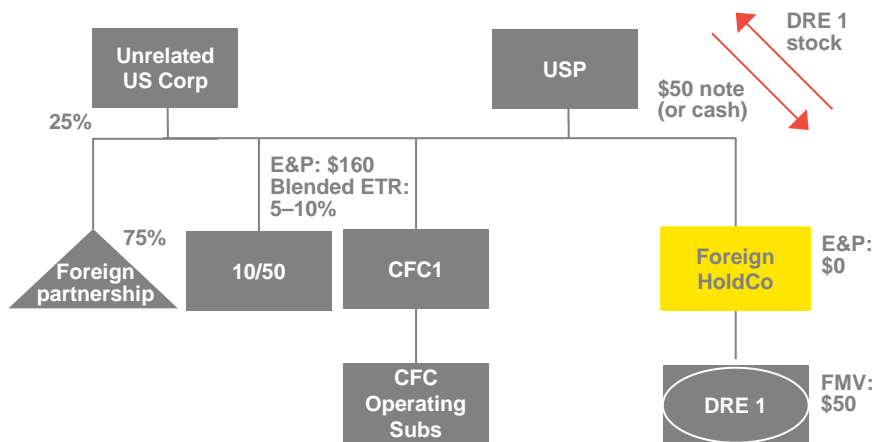 Unrelated
US Corp
USP
DRE 1
stock
$50 note
(or cash)
25%
E&P: $160
Blended ETR:
5–10%
75%
Foreign
partnership
10/50
CFC1
Foreign
HoldCo
E&P:
$0
CFC
Operating
Subs
DRE 1
FMV:
$50